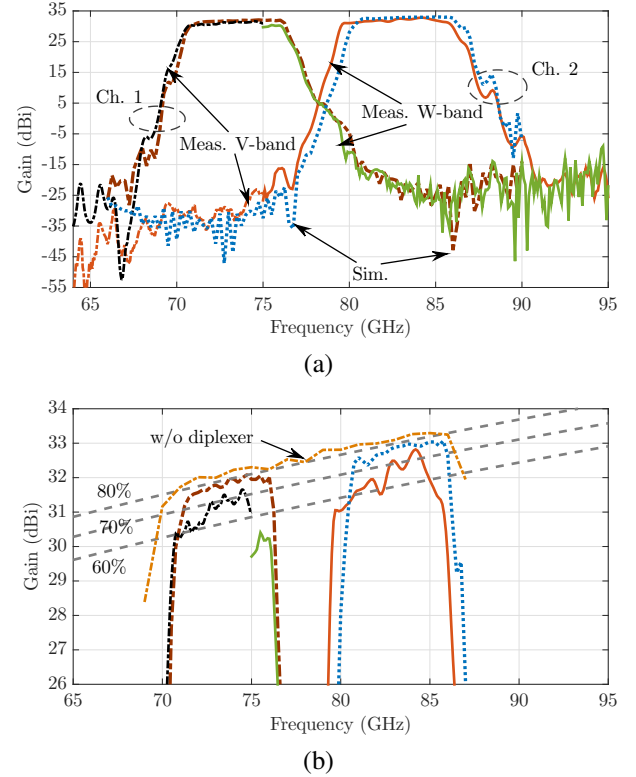 33
25
15
5
-5
-15
-25
-35
-45
-55
Gain (dBi)
Ch. 1
Ch. 2
Meas. V-band
Meas. W-band
Sim.
65 70 75 80 85 90 95
Frequency (GHz)
(a)
34
33
32
31
30
29
28
27
26
Gain (dBi)
w/o diplexer
80%
70%
60%
65 70 75 80 85 90 95
Frequency (GHz)
(b)